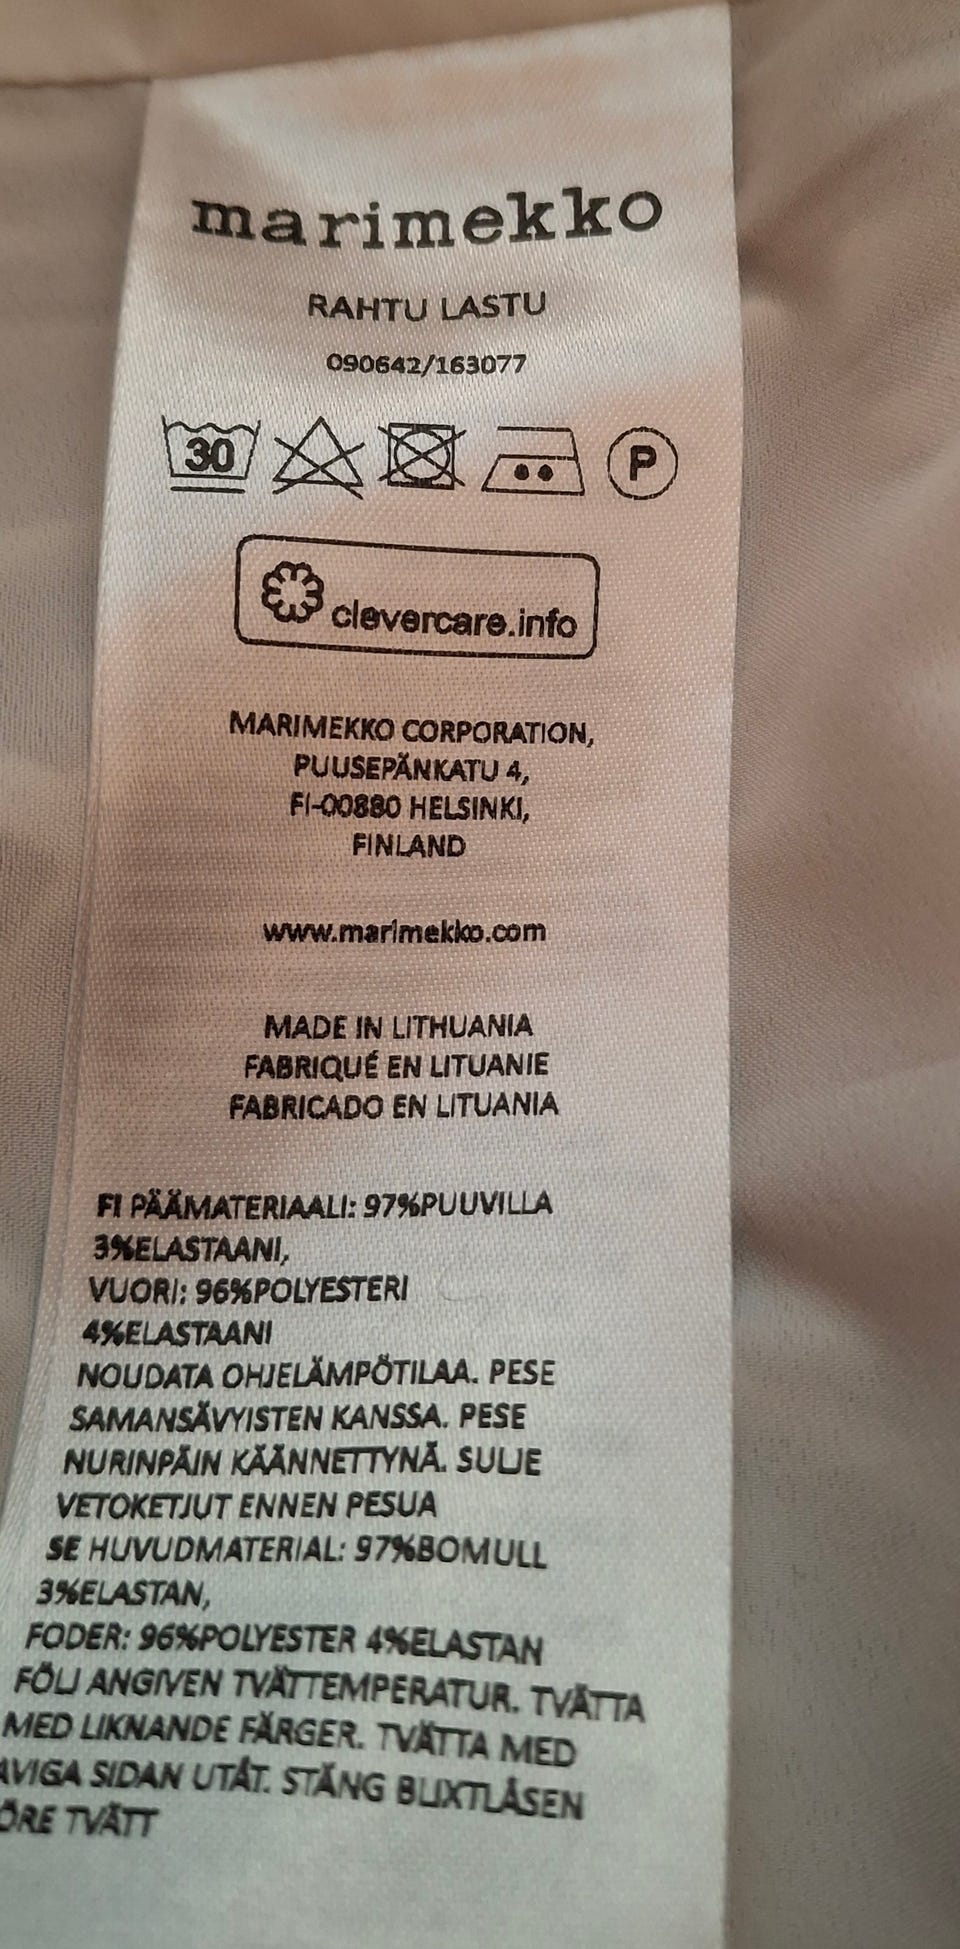 marimekko
RAHTU LASTU
090642/163077
30 P
clevercare.info
MARIMEKKO CORPORATION,
PUUSEPÄNKATU 4,
FI-00880 HELSINKI,
FINLAND
www.marimekko.com
MADE IN LITHUANIA
FABRIQUÉ EN LITUANIE
FABRICADO EN LITUANIA
FI PÄÄMATERIAALI: 97%PUUVILLA
3%ELASTAANI,
VUORI: 96%POLYESTERI
4%ELASTAANI
NOUDATA OHJELÄMPÖTILAA. PESE
SAMANSÄVYISTEN KANSSA. PESE
NURINPÄIN KÄÄNNETTYNÄ. SULJE
VETOKETJUT ENNEN PESUA
SE HUVUDMATERIAL: 97%BOMULL
3%ELASTAN,
FODER: 96%POLYESTER 4%ELASTAN
FÖLJ ANGIVEN TVÄTTEMPERATUR. TVÄTTA
MED LIKNANDE FÄRGER. TVÄTTA MED
AVIGA SIDAN UTÅT. STÄNG BLIXTLÅSEN
ÖRE TVÄTT